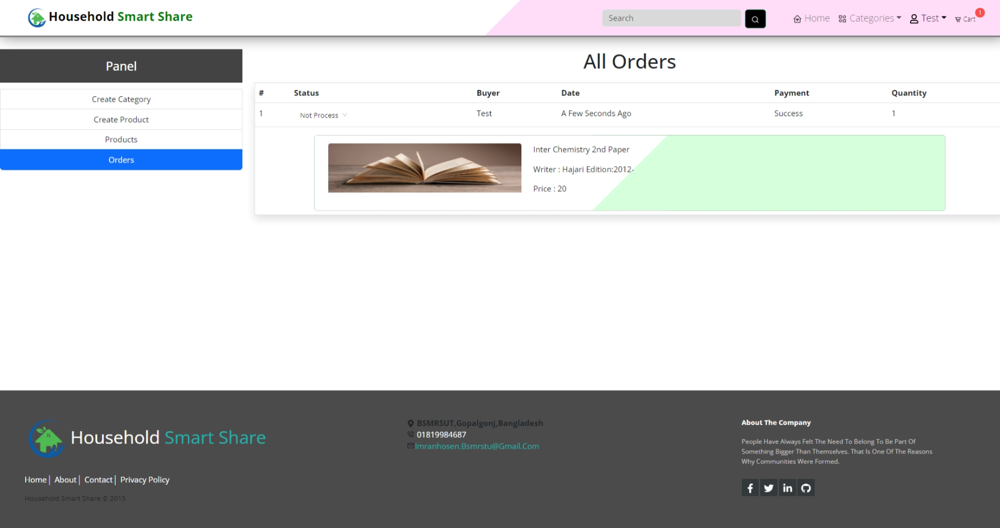 Household Smart Share
Search
Home
Categories
Test
Cart
1
Panel
Create Category
Create Product
Products
Orders
All Orders
# Status Buyer Date Payment Quantity
1 Not Process Test A Few Seconds Ago Success 1
Inter Chemistry 2nd Paper
Writer : Hajari Edition:2012-
Price : 20
Household Smart Share
Home | About | Contact | Privacy Policy
Household Smart Share © 2015
BSMRSUT,Gopalgonj,Bangladesh
01819984687
Imranhosen.Bsmrstu@Gmail.Com
About The Company
People Have Always Felt The Need To Belong To Be Part Of
Something Bigger Than Themselves. That Is One Of The Reasons
Why Communities Were Formed.